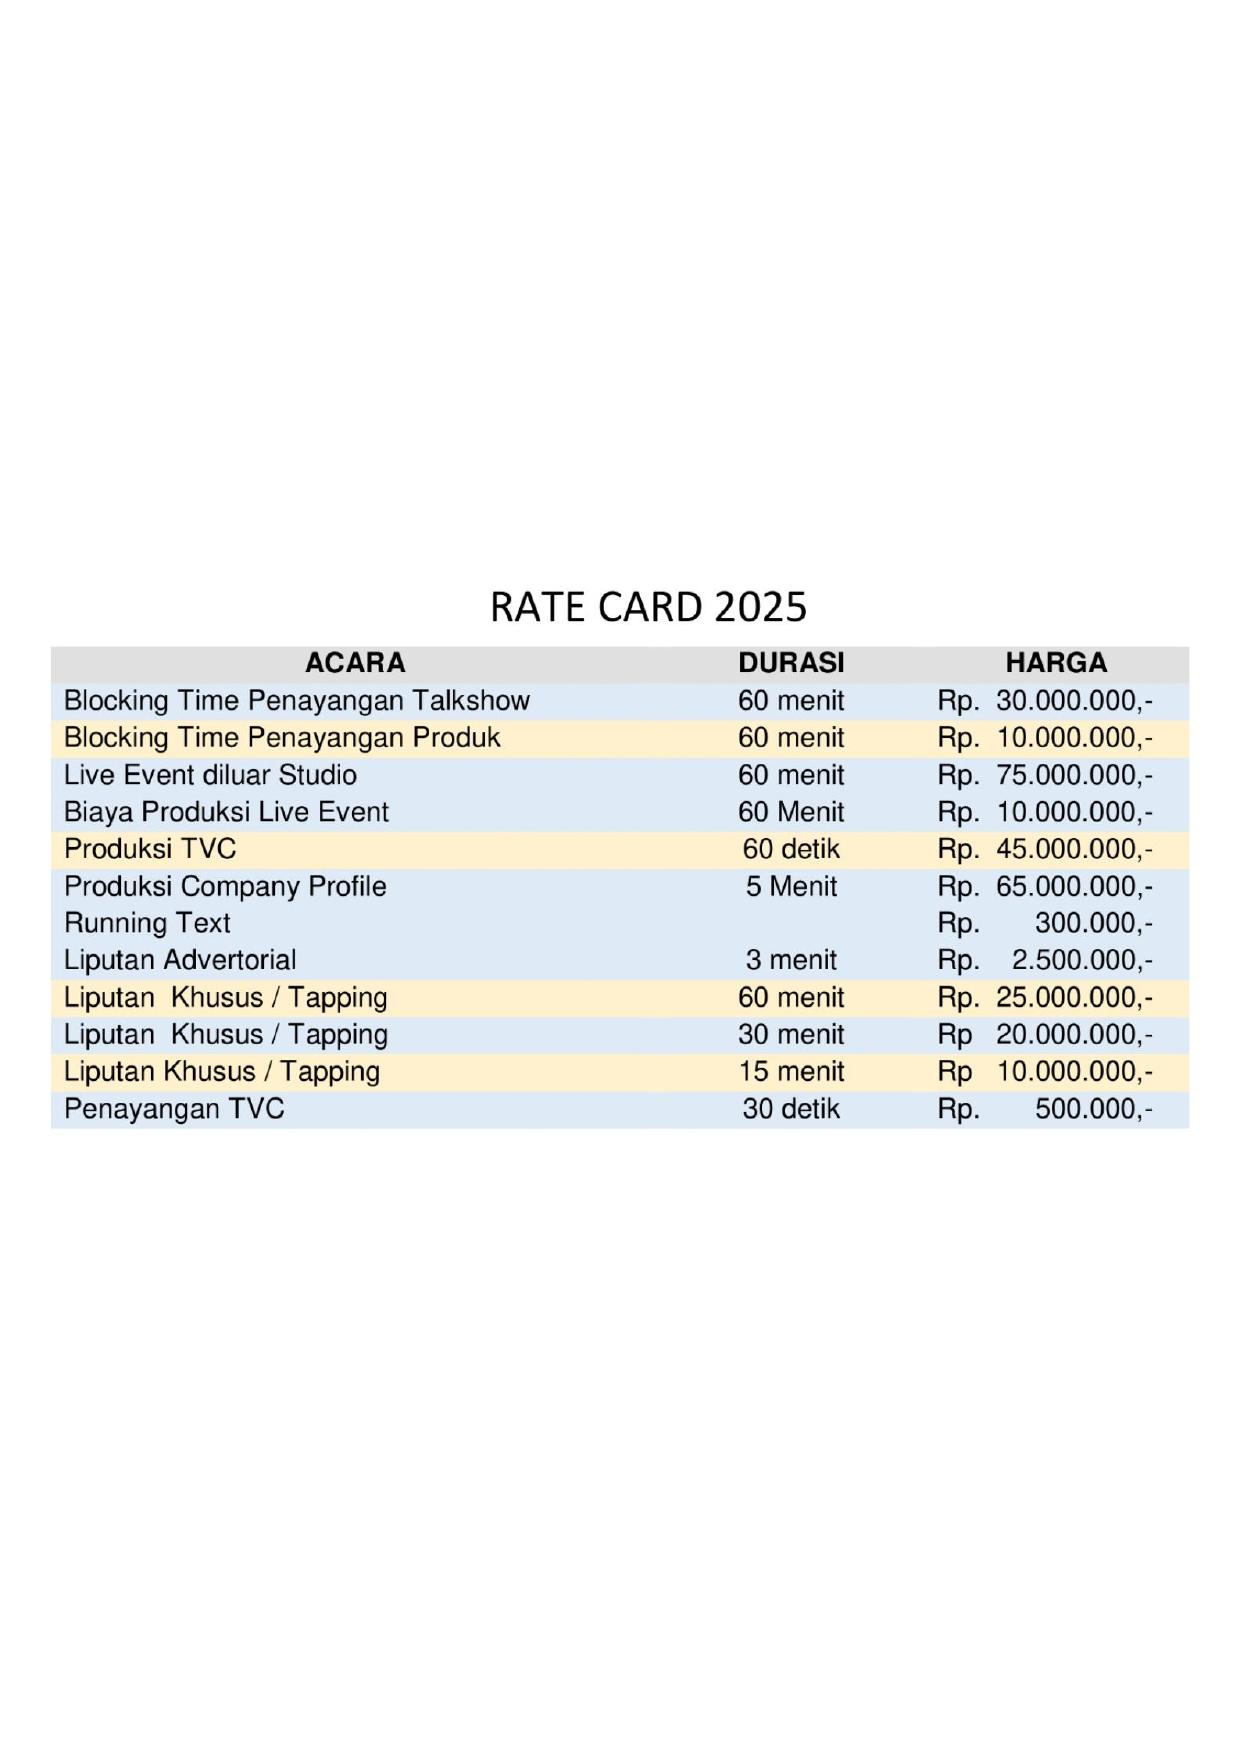 RATE CARD 2025
ACARA DURASI HARGA
Blocking Time Penayangan Talkshow 60 menit Rp. 30.000.000,-
Blocking Time Penayangan Produk 60 menit Rp. 10.000.000,-
Live Event diluar Studio 60 menit Rp. 75.000.000,-
Biaya Produksi Live Event 60 Menit Rp. 10.000.000,-
Produksi TVC 60 detik Rp. 45.000.000,-
Produksi Company Profile 5 Menit Rp. 65.000.000,-
Running Text Rp. 300.000,-
Liputan Advertorial 3 menit Rp. 2.500.000,-
Liputan Khusus / Tapping 60 menit Rp. 25.000.000,-
Liputan Khusus / Tapping 30 menit Rp 20.000.000,-
Liputan Khusus / Tapping 15 menit Rp 10.000.000,-
Penayangan TVC 30 detik Rp. 500.000,-